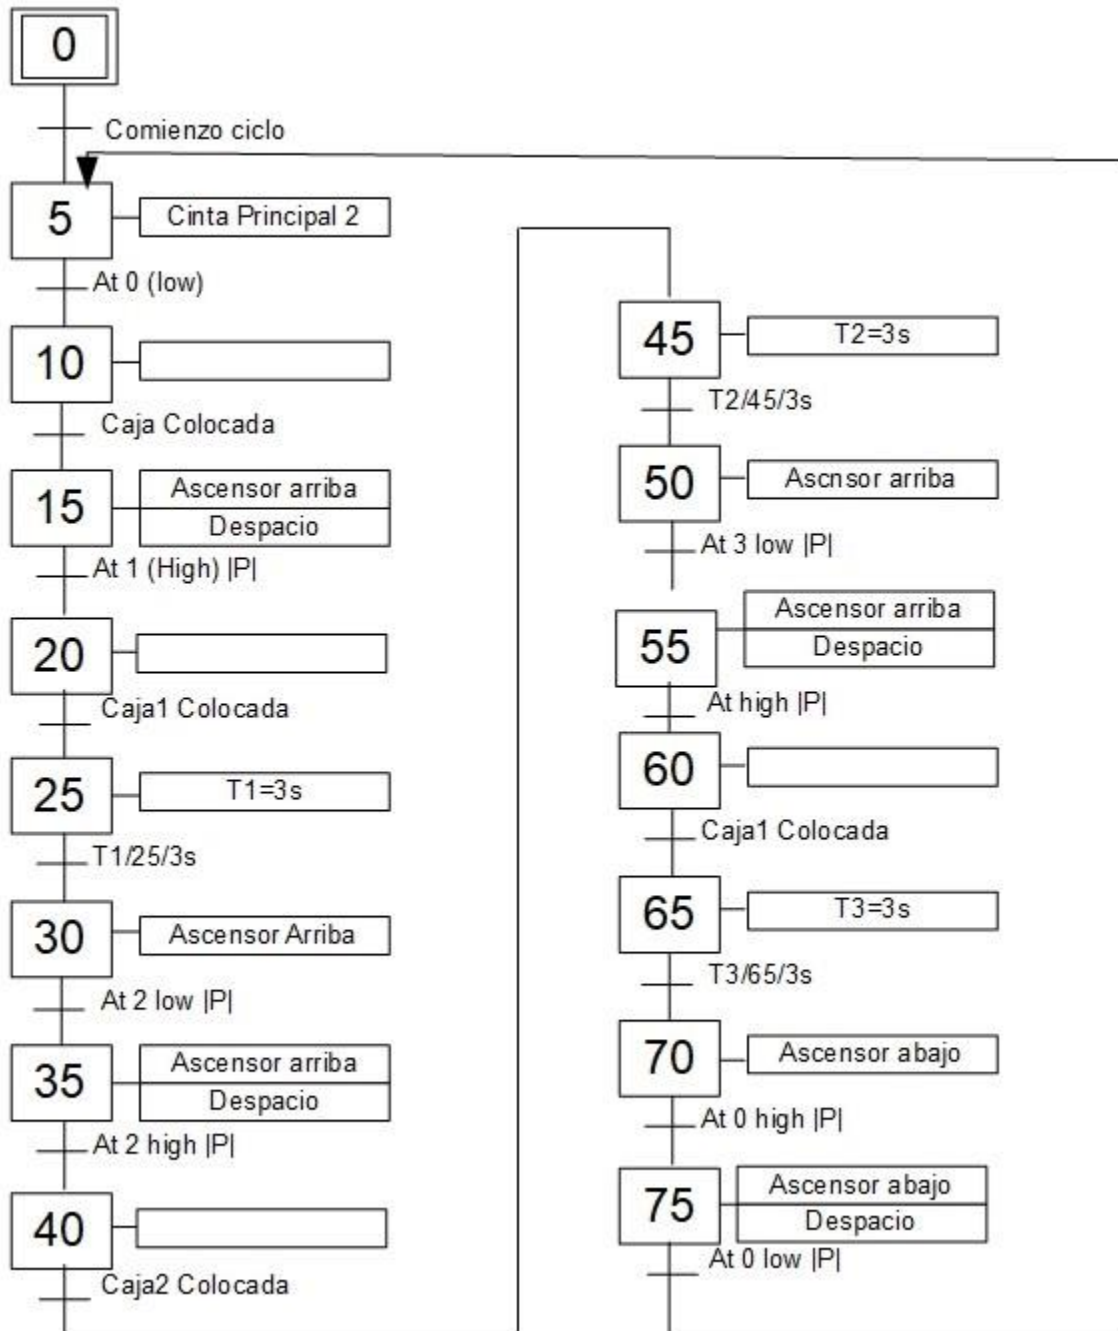 0
Comienzo ciclo
5
Cinta Principal 2
At 0 (low)
10
Caja Colocada
15
Ascensor arriba
Despacio
At 1 (High) |P|
20
Caja1 Colocada
25
T1=3s
T1/25/3s
30
Ascensor Arriba
At 2 low |P|
35
Ascensor arriba
Despacio
At 2 high |P|
40
Caja2 Colocada
45
T2=3s
T2/45/3s
50
Ascnsor arriba
At 3 low |P|
55
Ascensor arriba
Despacio
At high |P|
60
Caja1 Colocada
65
T3=3s
T3/65/3s
70
Ascensor abajo
At 0 high |P|
75
Ascensor abajo
Despacio
At 0 low |P|